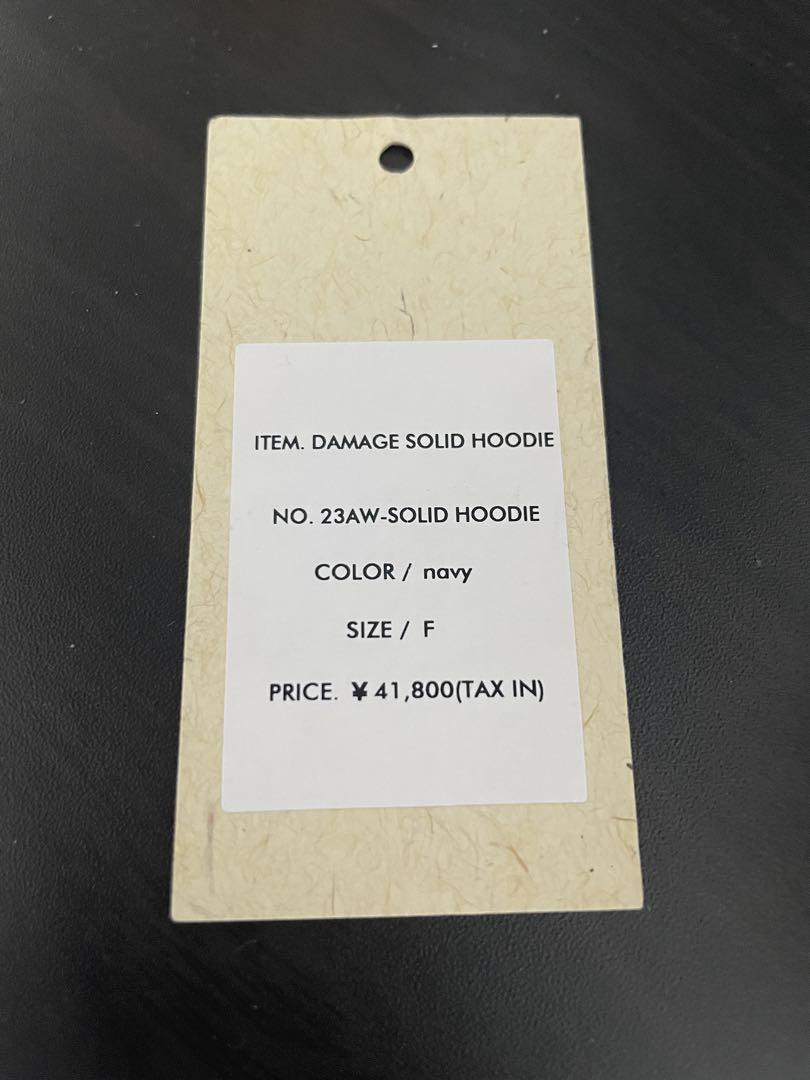 ITEM. DAMAGE SOLID HOODIE
NO. 23AW-SOLID HOODIE
COLOR / navy
SIZE / F
PRICE. ¥ 41,800(TAX IN)